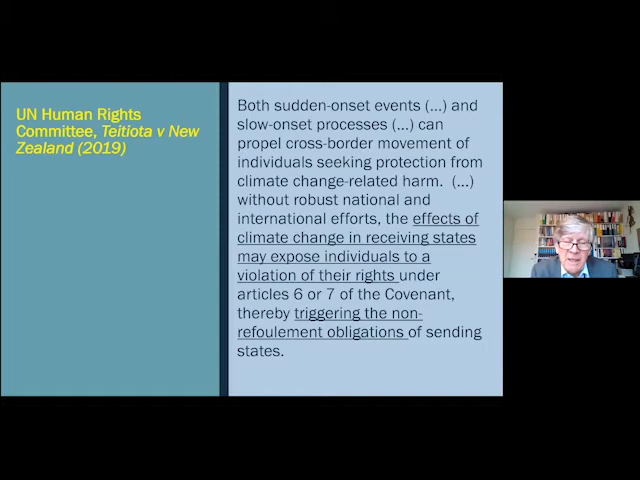 UN Human Rights
Committee, Teitiota v New
Zealand (2019)
Both sudden-onset events (...) and
slow-onset processes (...) can
propel cross-border movement of
individuals seeking protection from
climate change-related harm. (...)
without robust national and
international efforts, the effects of
climate change in receiving states
may expose individuals to a
violation of their rights under
articles 6 or 7 of the Covenant,
thereby triggering the non-
refoulement obligations of sending
states.